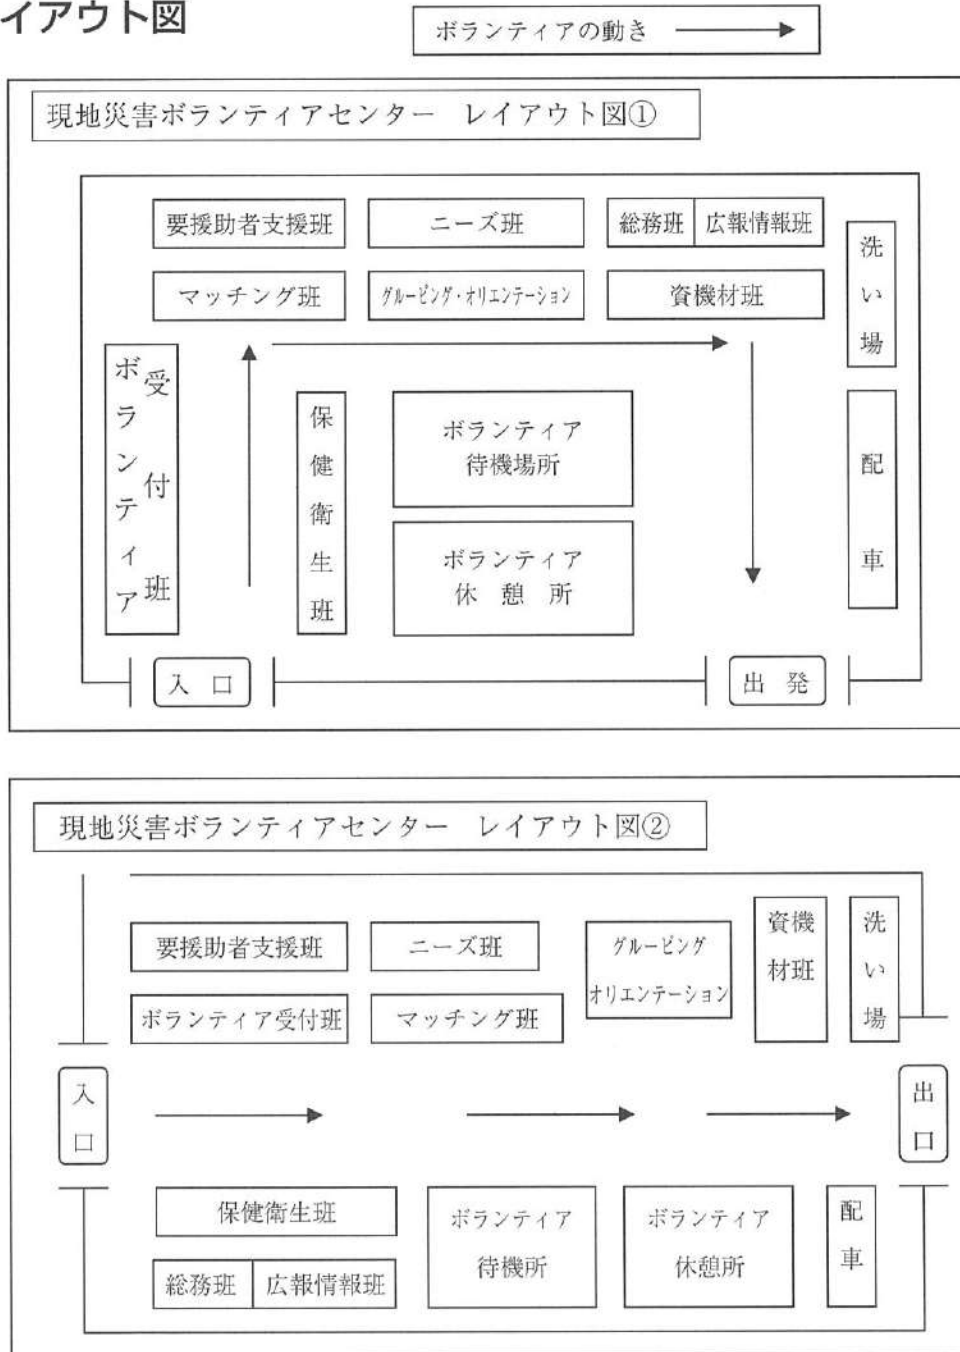 イアウト図
ボランティアの動き
現地災害ボランティアセンター　レイアウト図①
要援助者支援班
ニーズ班
総務班
広報情報班
洗い場
マッチング班
グルーピング・オリエンテーション
資機材班
ボランティア
受付班
保健衛生班
ボランティア
待機場所
配車
ボランティア
休憩所
入口
出発
現地災害ボランティアセンター　レイアウト図②
要援助者支援班
ニーズ班
グルーピング
オリエンテーション
資機
材班
洗い場
ボランティア受付班
マッチング班
入口
出口
保健衛生班
ボランティア
待機所
ボランティア
休憩所
配車
総務班
広報情報班